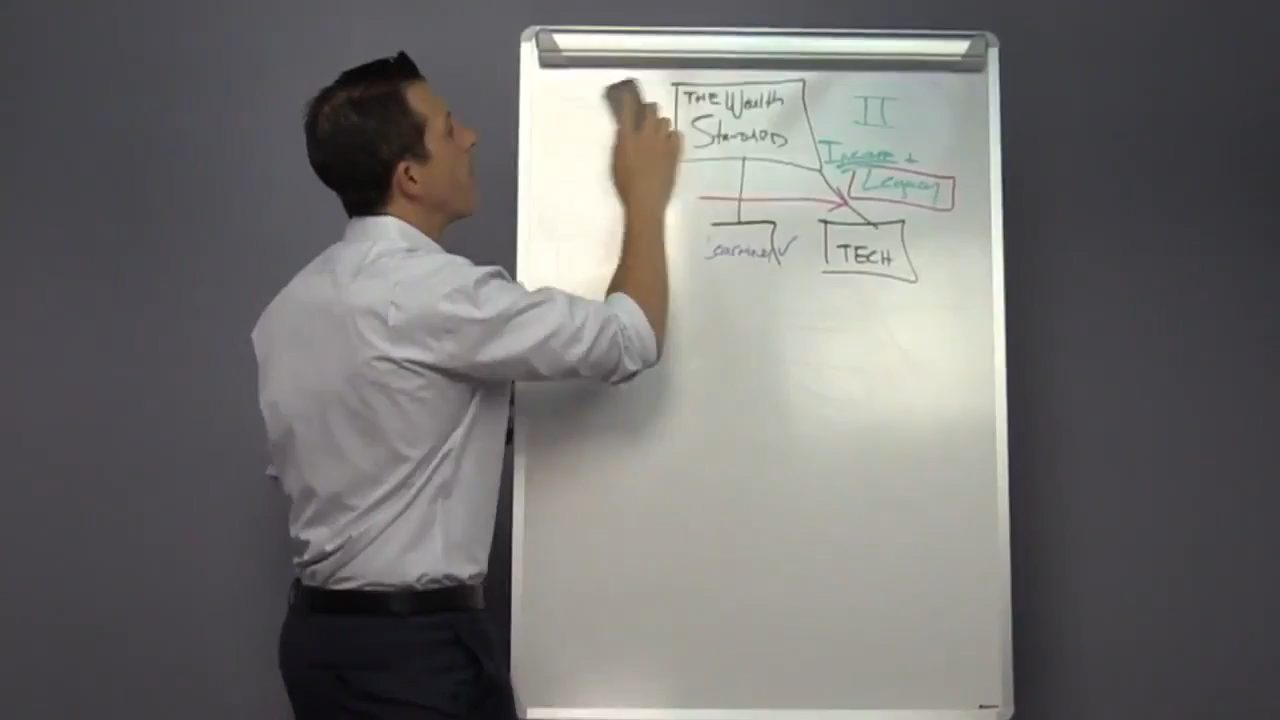 THE Wealth
Standard
II
Income +
Legacy
TECH